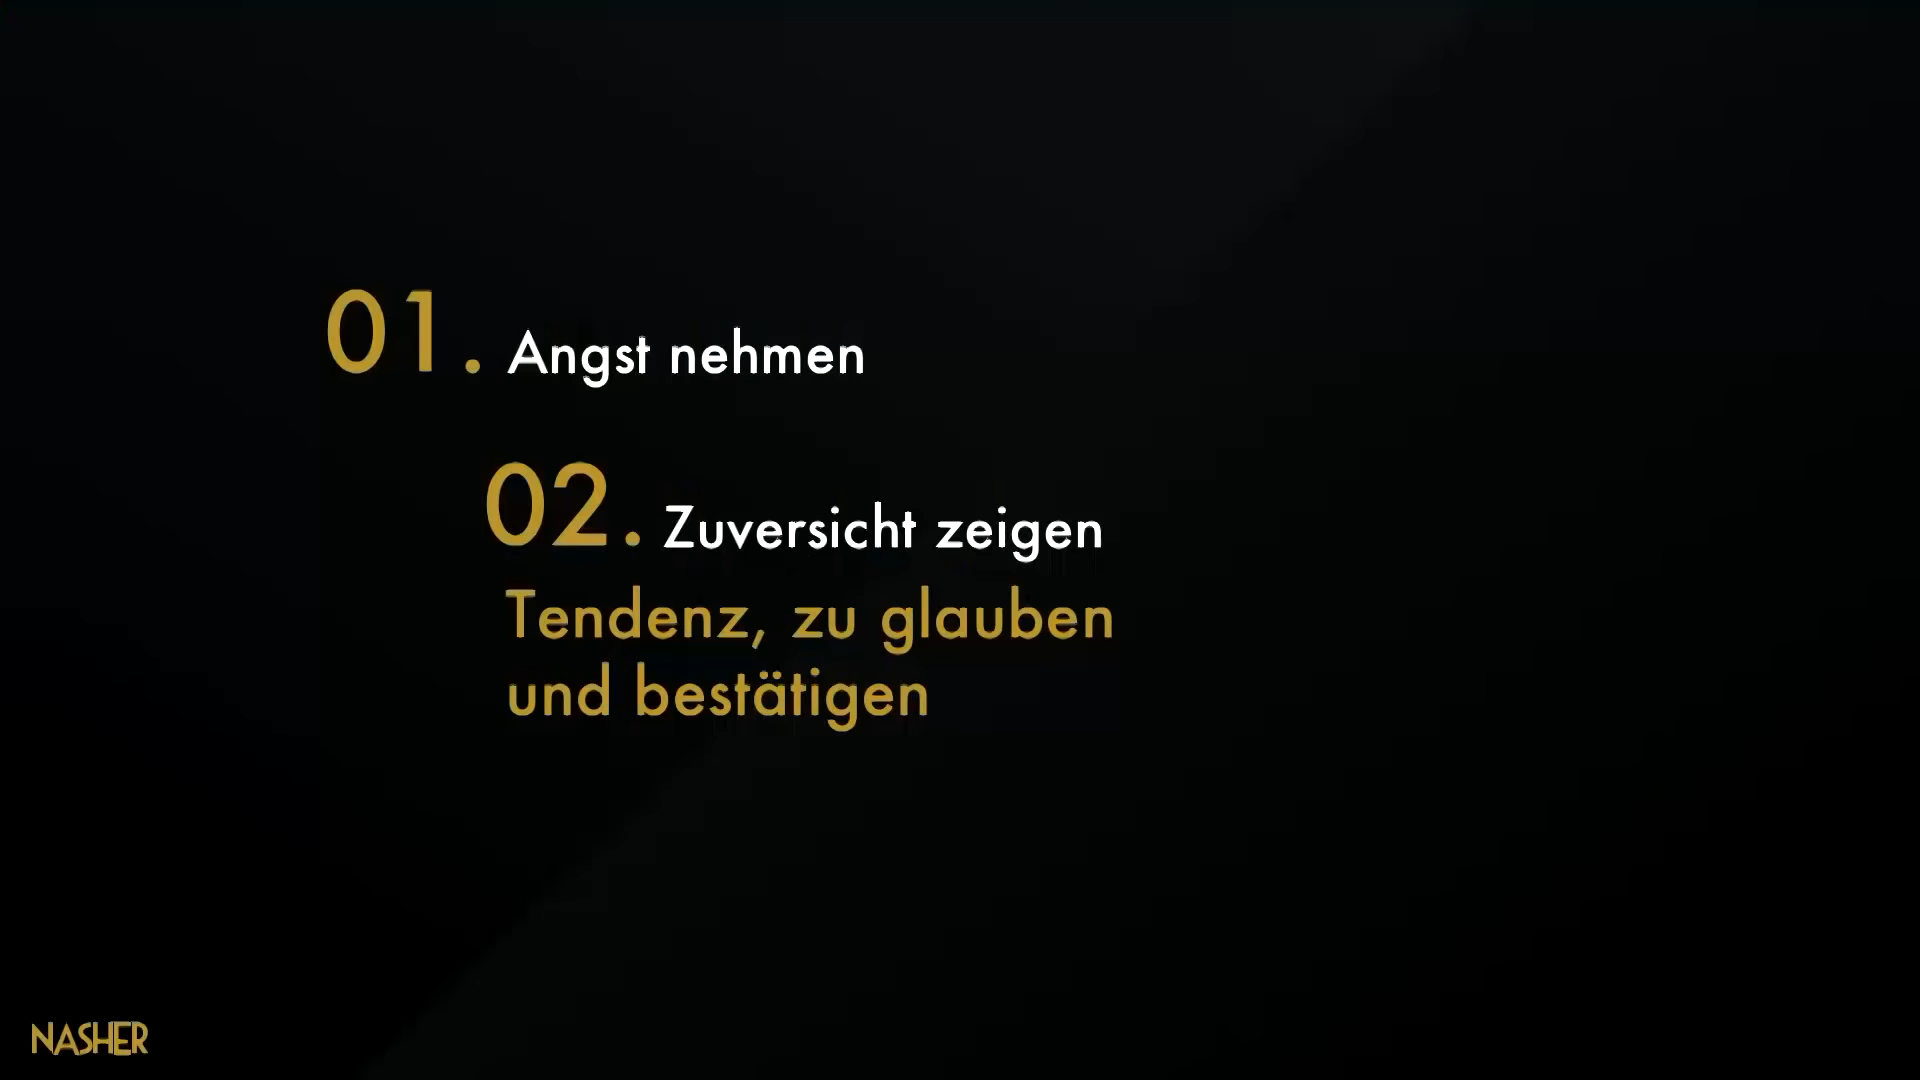 01. Angst nehmen
02. Zuversicht zeigen
Tendenz, zu glauben
und bestätigen
NASHER